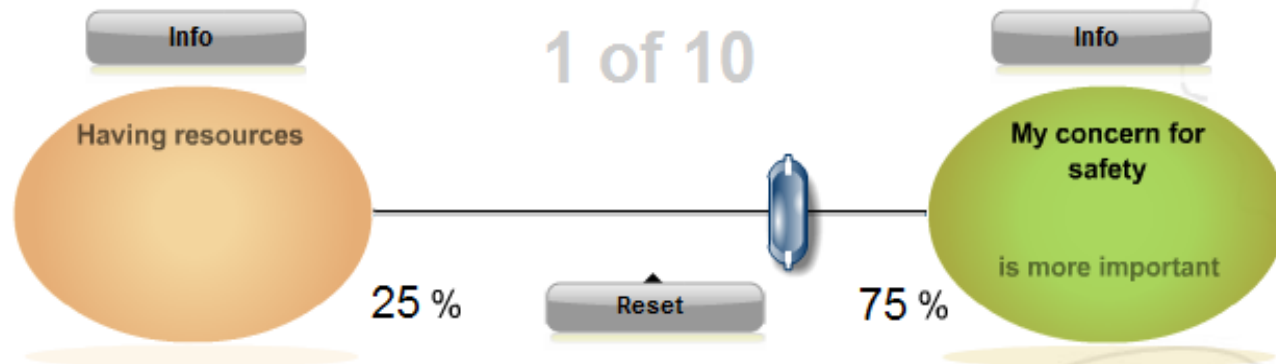 Info
1 of 10
Info
Having resources
My concern for
safety
is more important
25 %
Reset
75 %